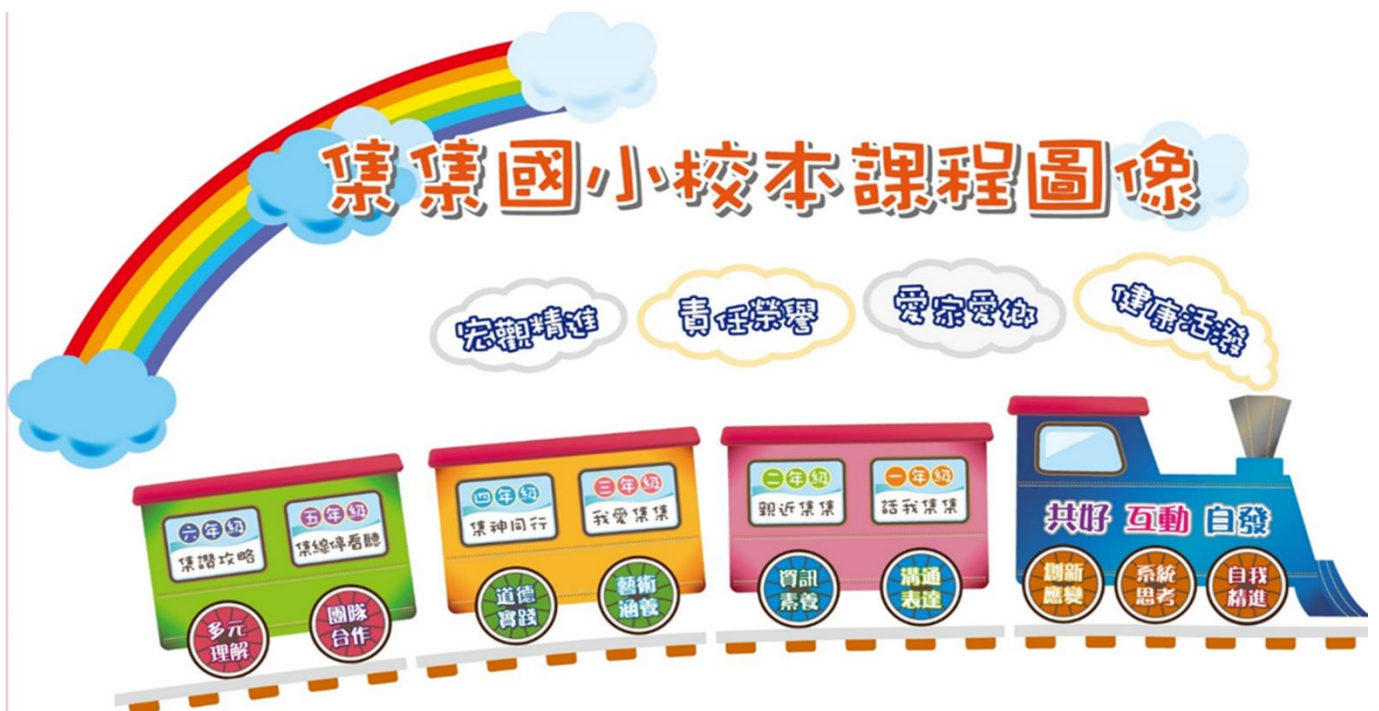 集集國小校本課程圖像
宏觀精進
責任榮譽
愛家愛鄉
健康活潑
六年級
集讚攻略
五年級
集線停看聽
四年級
集神同行
三年級
我愛集集
二年級
親近集集
一年級
話我集集
共好 互動 自發
多元
理解
團隊
合作
道德
實踐
藝術
涵養
資訊
素養
溝通
表達
創新
應變
系統
思考
自我
精進